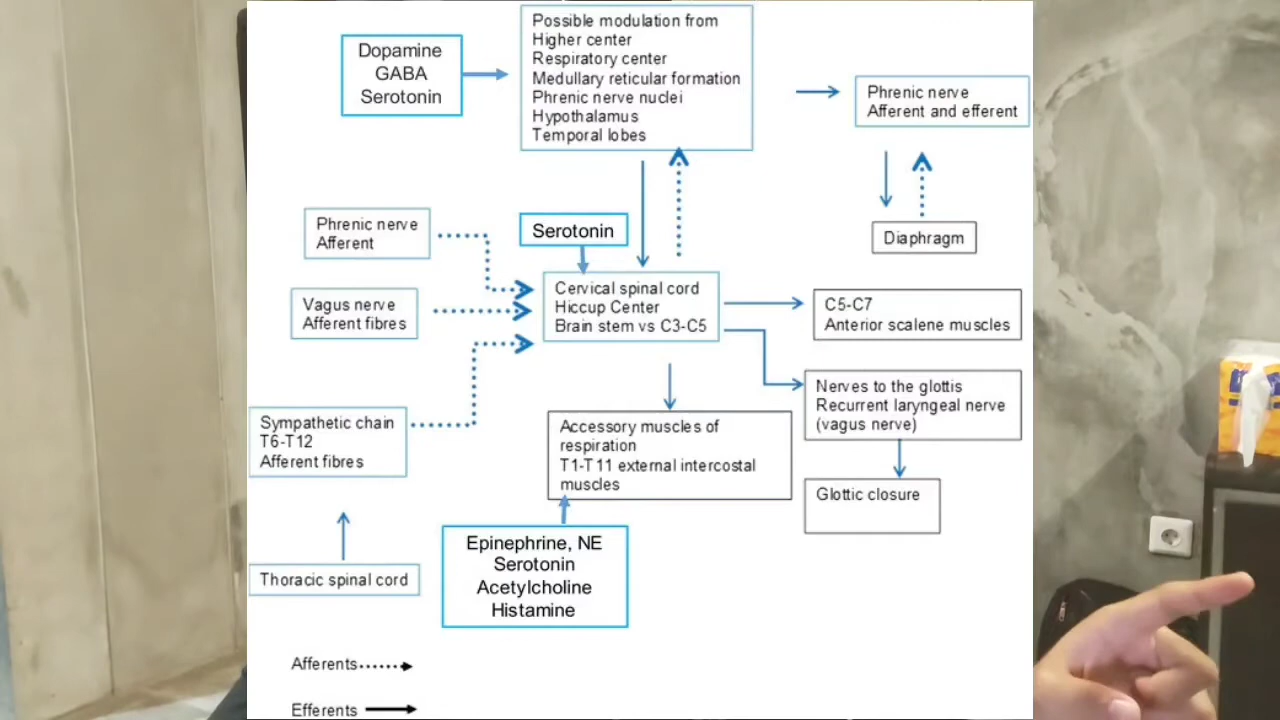 Dopamine
GABA
Serotonin
Possible modulation from
Higher center
Respiratory center
Medullary reticular formation
Phrenic nerve nuclei
Hypothalamus
Temporal lobes
Phrenic nerve
Afferent and efferent
Diaphragm
Phrenic nerve
Afferent
Serotonin
Vagus nerve
Afferent fibres
Cervical spinal cord
Hiccup Center
Brain stem vs C3-C5
C5-C7
Anterior scalene muscles
Nerves to the glottis
Recurrent laryngeal nerve
(vagus nerve)
Sympathetic chain
T6-T12
Afferent fibres
Accessory muscles of
respiration
T1-T11 external intercostal
muscles
Glottic closure
Thoracic spinal cord
Epinephrine, NE
Serotonin
Acetylcholine
Histamine
Afferents
Efferents